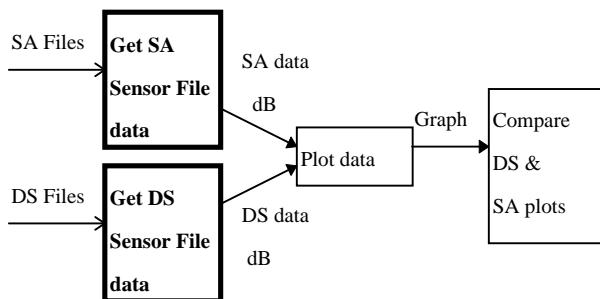 SA Files
Get SA
Sensor File
data
SA data
dB
Plot data
Graph
Compare
DS &
SA plots
DS Files
Get DS
Sensor File
data
DS data
dB